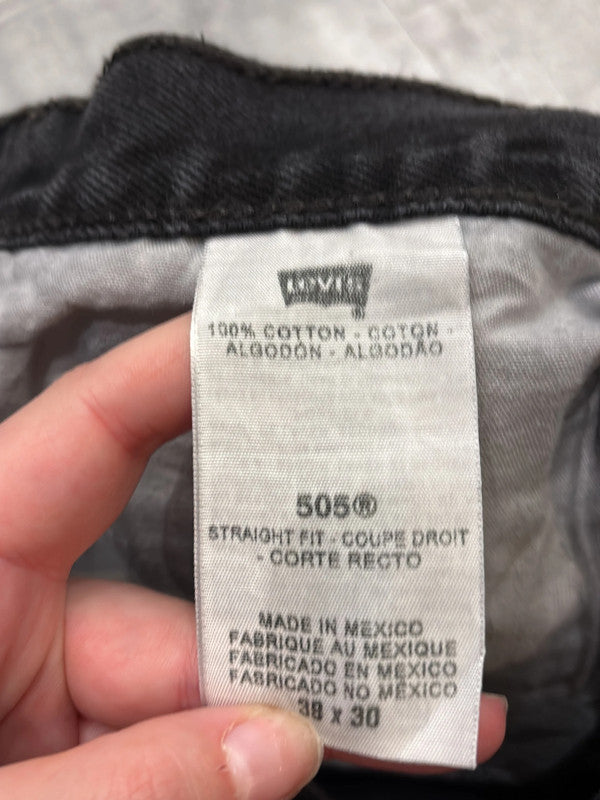 LEVI'S
®
100% COTTON - COTON -
ALGODÓN - ALGODÃO
505®
STRAIGHT FIT - COUPE DROIT
- CORTE RECTO
MADE IN MEXICO
FABRIQUE AU MEXIQUE
FABRICADO EN MÉXICO
FABRICADO NO MÉXICO
38 x 30